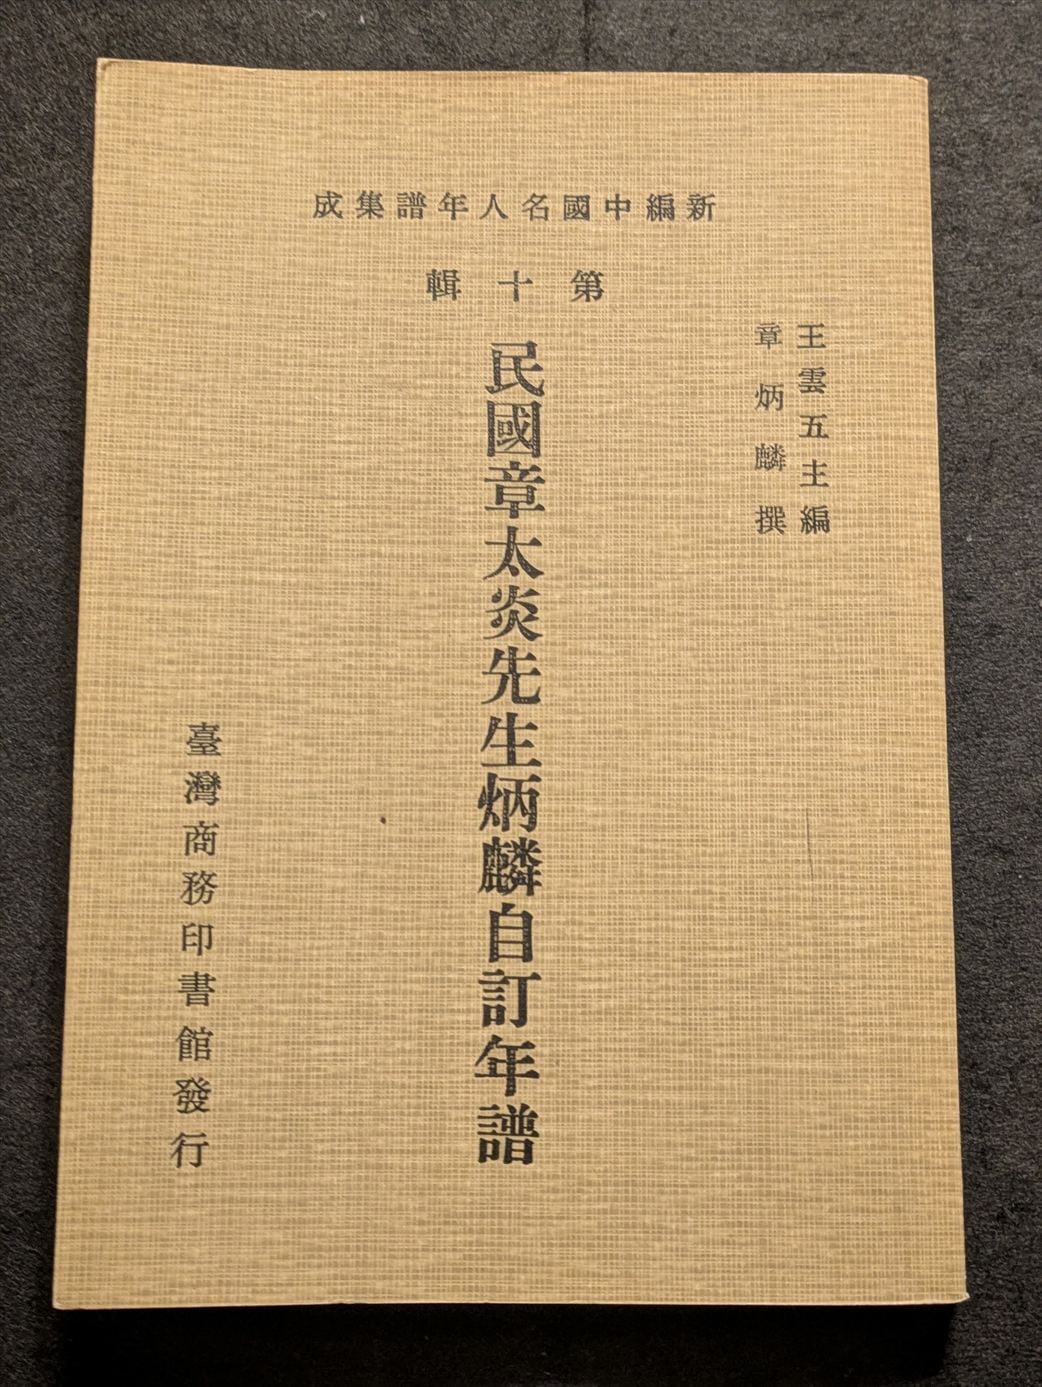 新編中國名人年譜集成
第十輯
王雲五主編
章炳麟撰
民國章太炎先生炳麟自訂年譜
臺灣商務印書館發行